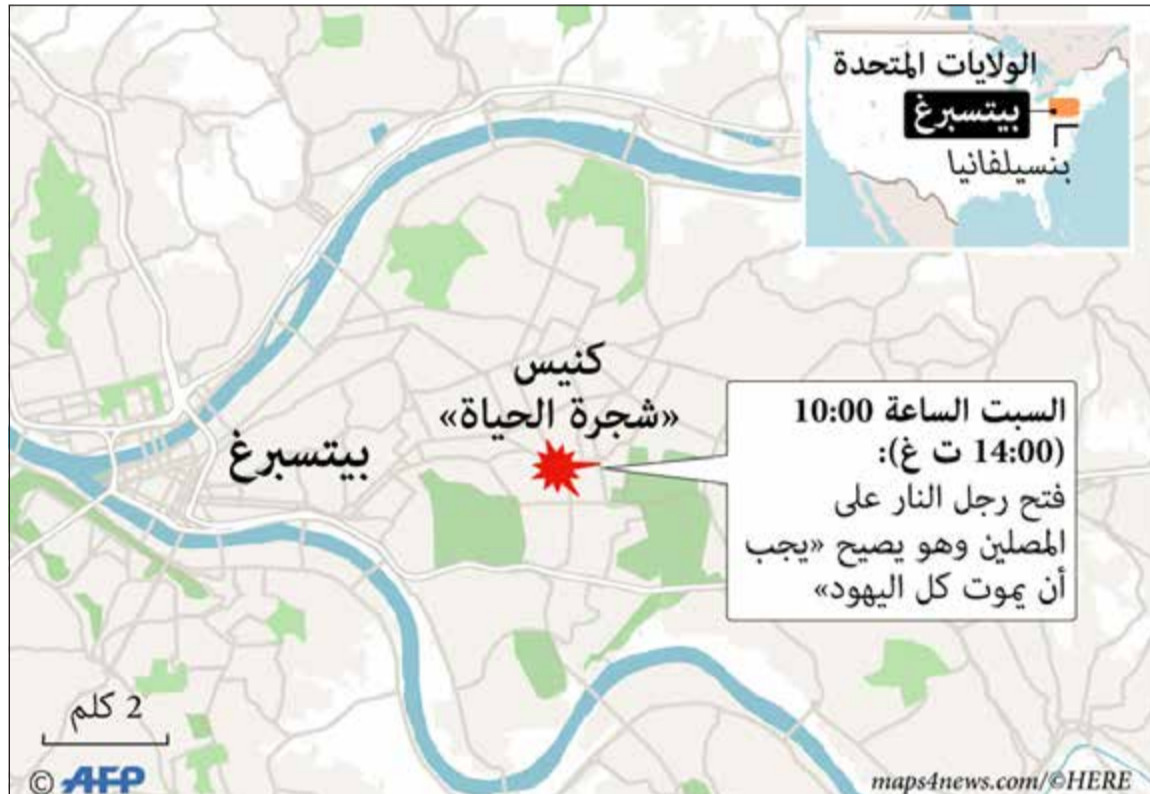 الولايات المتحدة
بيتسبرغ
بنسيلفانيا
كنيس
«شجرة الحياة»
بيتسبرغ
السبت الساعة 10:00
(14:00 ت غ):
فتح رجل النار على
المصلين وهو يصيح «يجب
أن يموت كل اليهود»
2 كلم
© AFP
maps4news.com/©HERE